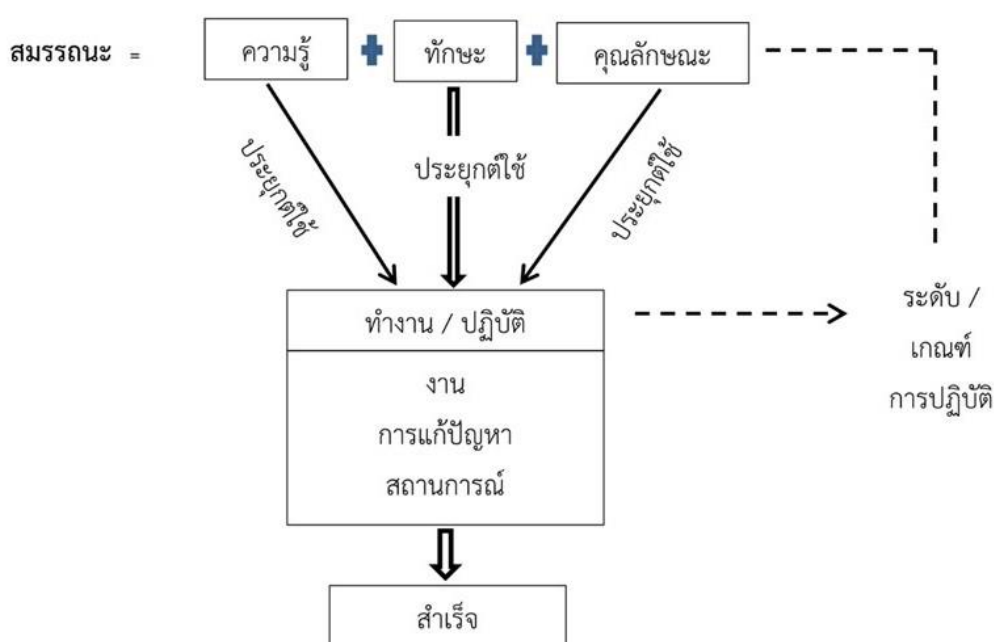 สมรรถนะ = ความรู้ + ทักษะ + คุณลักษณะ
ประยุกต์ใช้ ประยุกต์ใช้ ประยุกต์ใช้
ทำงาน / ปฏิบัติ
งาน
การแก้ปัญหา
สถานการณ์
ระดับ /
เกณฑ์
การปฏิบัติ
สำเร็จ